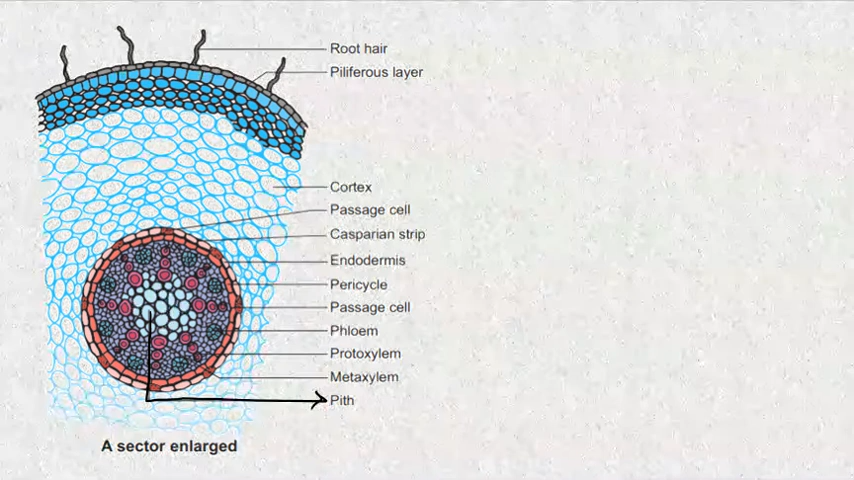 Root hair
Piliferous layer
Cortex
Passage cell
Casparian strip
Endodermis
Pericycle
Passage cell
Phloem
Protoxylem
Metaxylem
Pith
A sector enlarged